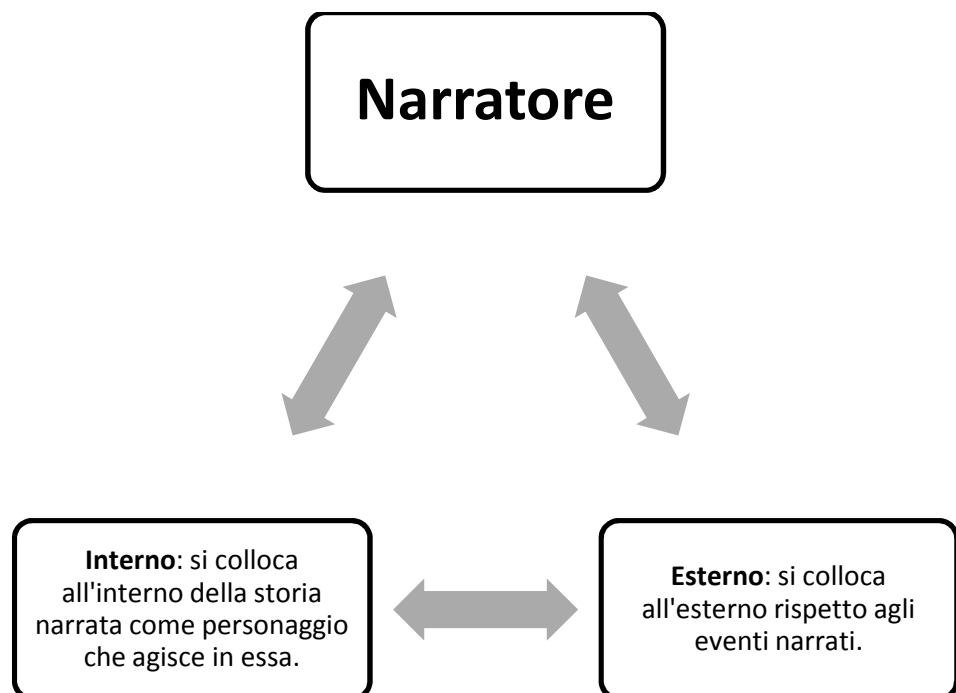 Narratore
Interno: si colloca
all'interno della storia
narrata come personaggio
che agisce in essa.
Esterno: si colloca
all'esterno rispetto agli
eventi narrati.